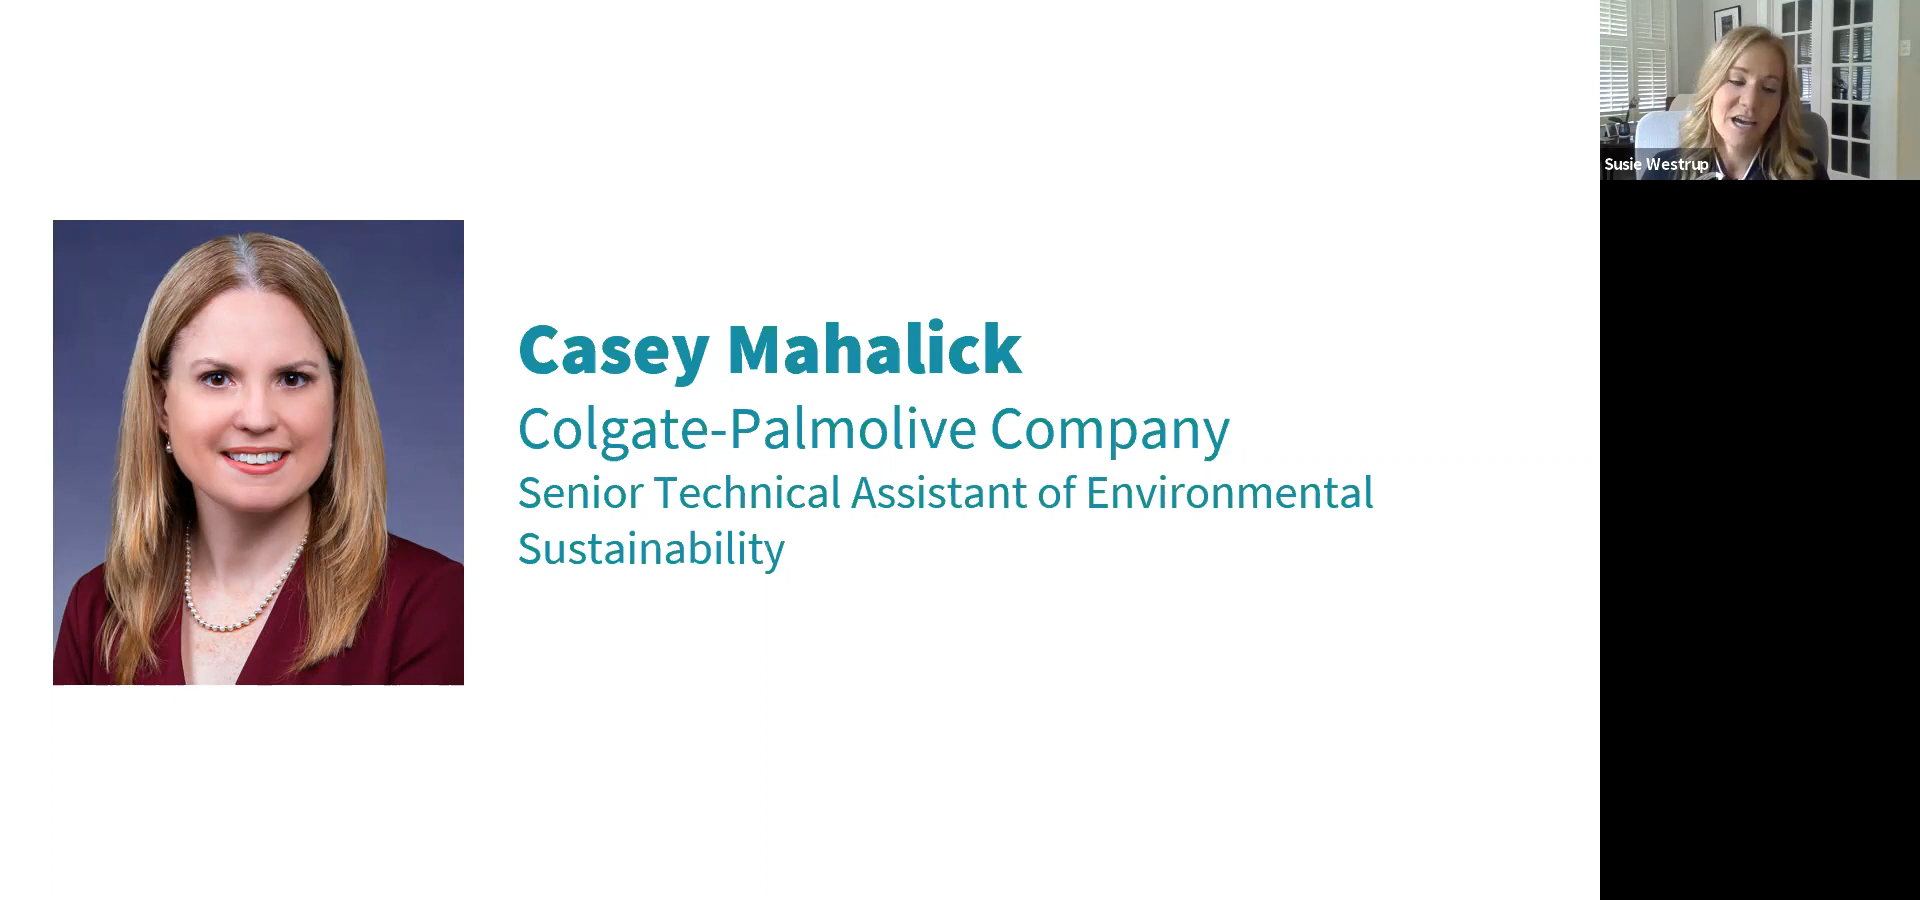 Casey Mahalick
Colgate-Palmolive Company
Senior Technical Assistant of Environmental
Sustainability
Susie Westrup